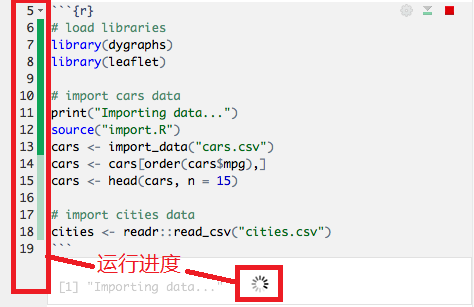 5 ```{r}
6 # load libraries
7 library(dygraphs)
8 library(leaflet)
9
10 # import cars data
11 print("Importing data...")
12 source("import.R")
13 cars <- import_data("cars.csv")
14 cars <- cars[order(cars$mpg),]
15 cars <- head(cars, n = 15)
16
17 # import cities data
18 cities <- readr::read_csv("cities.csv")
19 ```
运行进度
[1] "Importing data..."